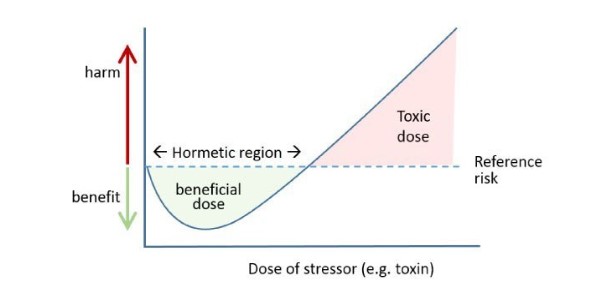 harm
benefit
← Hormetic region →
beneficial
dose
Toxic
dose
Reference
risk
Dose of stressor (e.g. toxin)